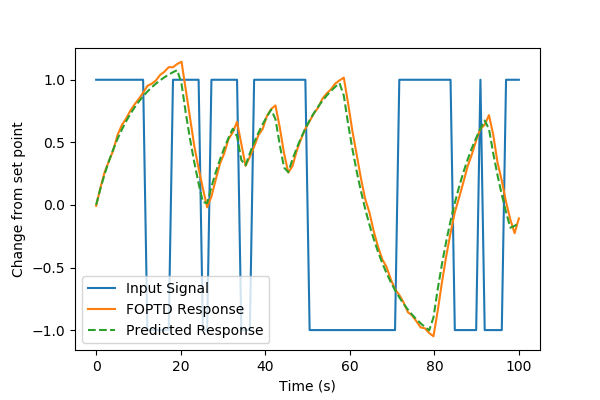 1.0
0.5
0.0
−0.5
−1.0
Change from set point
Input Signal
FOPTD Response
Predicted Response
0
20
40
60
80
100
Time (s)